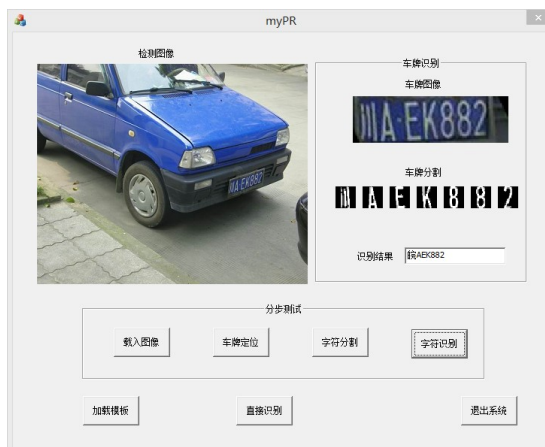 myPR
检测图像
川A·EK882
车牌识别
车牌图像
川A·EK882
车牌分割
川 A E K 8 8 2
识别结果 皖AEK882
分步测试
载入图像 车牌定位 字符分割 字符识别
加载模板 直接识别 退出系统